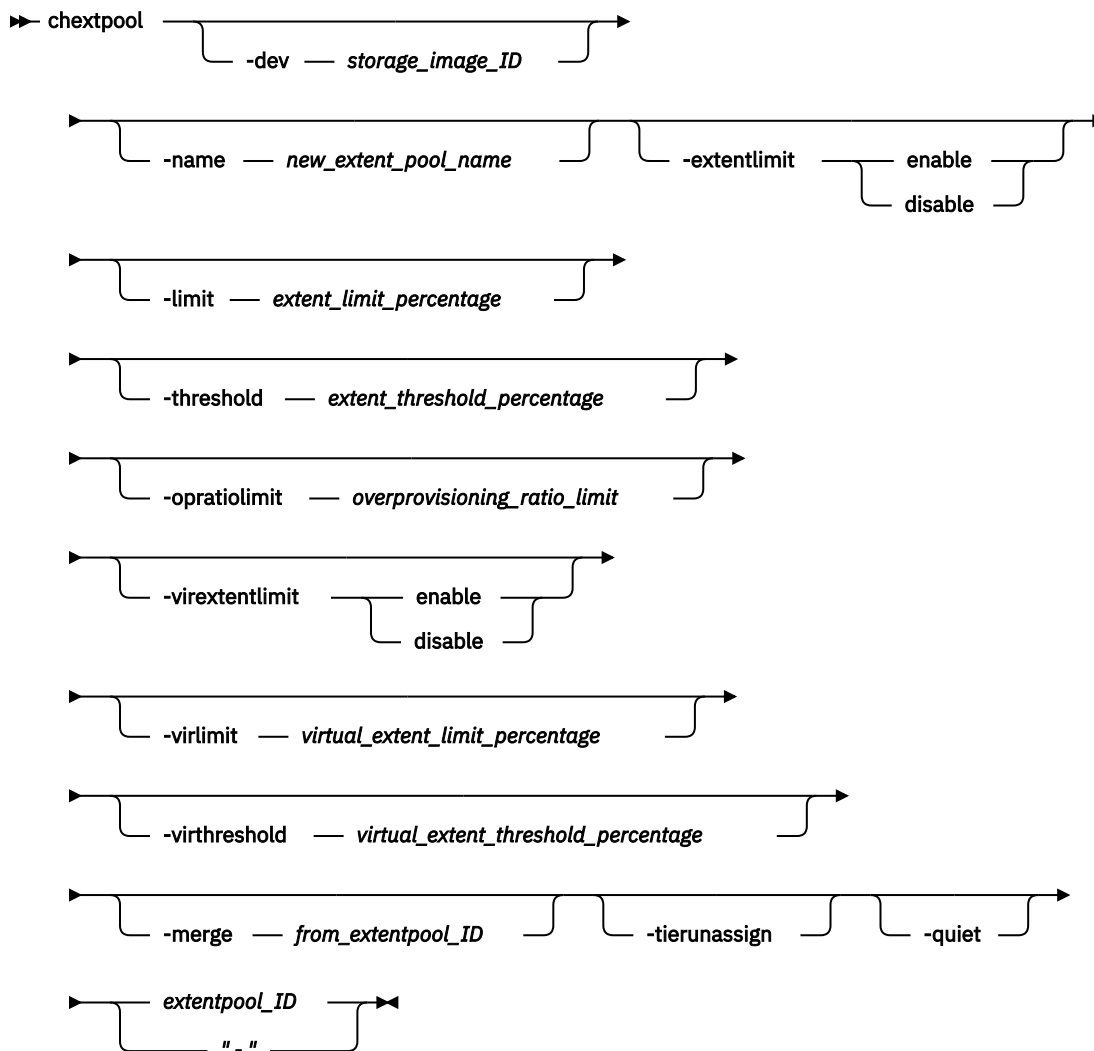 chextpool
-dev storage_image_ID
-name new_extent_pool_name -extentlimit enable
disable
-limit extent_limit_percentage
-threshold extent_threshold_percentage
-opratiolimit overprovisioning_ratio_limit
-virextentlimit enable
disable
-virlimit virtual_extent_limit_percentage
-virthreshold virtual_extent_threshold_percentage
-merge from_extentpool_ID -tierunassign -quiet
extentpool_ID
" - "